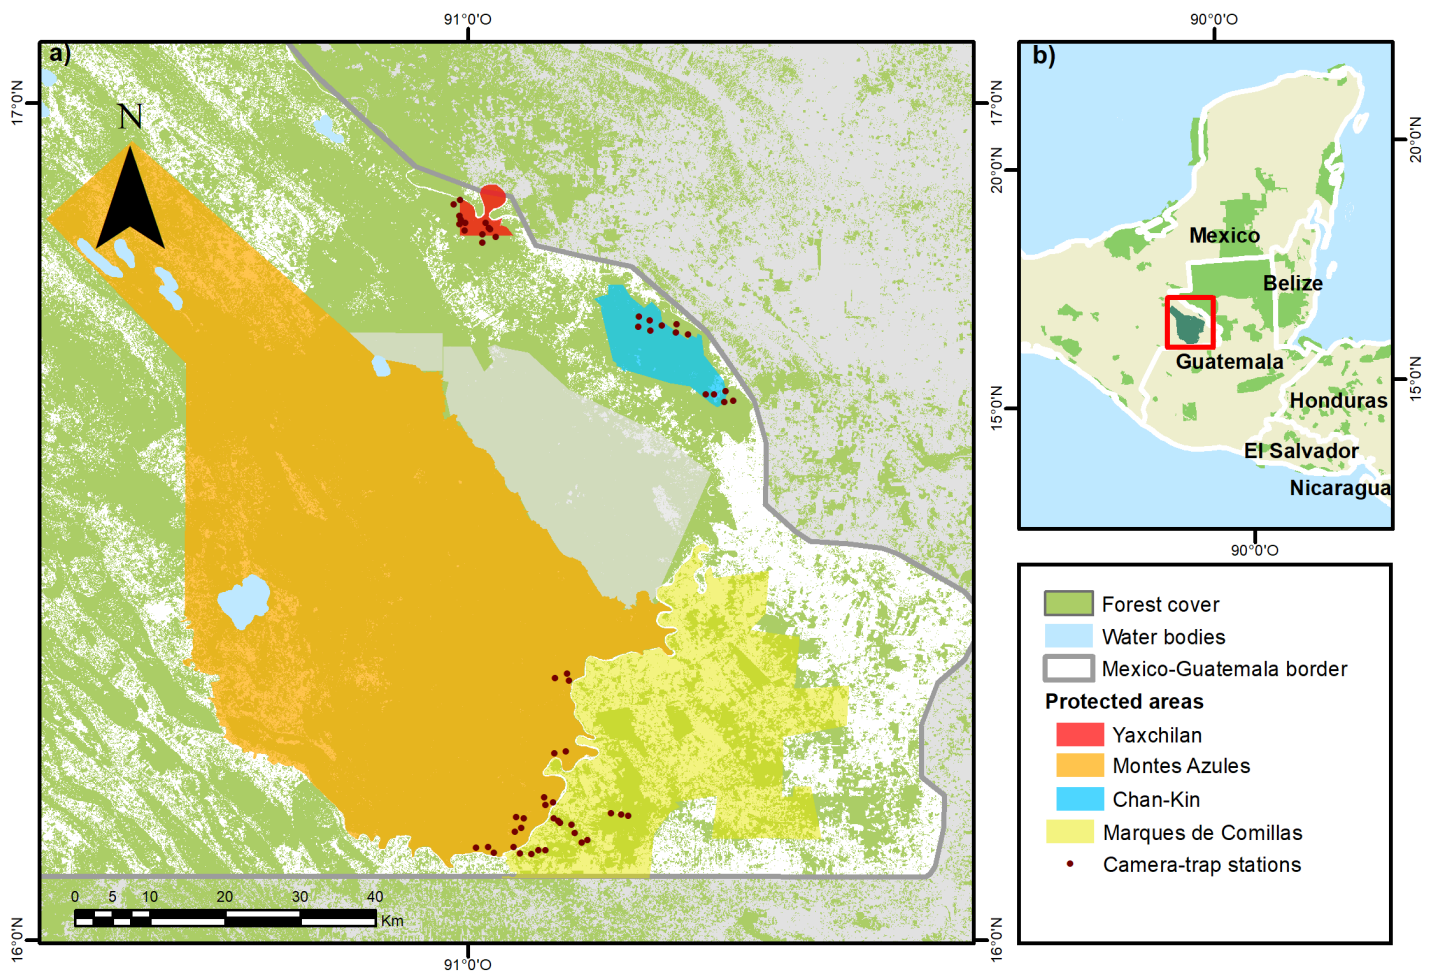 91°0'O
90°0'O
a)
b)
17°0'N
17°0'N
20°0'N
20°0'N
N
Mexico
Belize
Guatemala
15°0'N
15°0'N
Honduras
El Salvador
Nicaragua
90°0'O
Forest cover
Water bodies
Mexico-Guatemala border
Protected areas
Yaxchilan
Montes Azules
Chan-Kin
Marques de Comillas
Camera-trap stations
0 5 10 20 30 40
Km
16°0'N
16°0'N
91°0'O